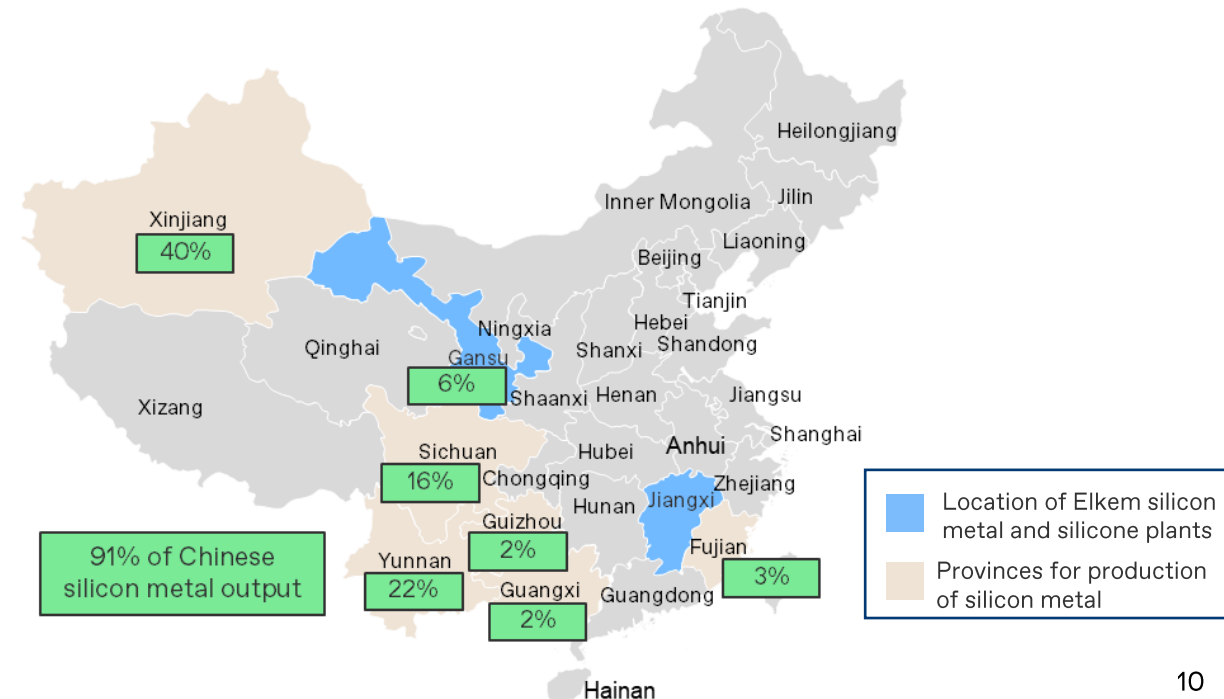 Heilongjiang
Inner Mongolia
Jilin
Xinjiang
40%
Liaoning
Beijing
Tianjin
Ningxia
Hebei
Qinghai
Shanxi
Shandong
Gansu
6%
Shaanxi
Henan
Jiangsu
Xizang
Shanghai
Anhui
Sichuan
Hubei
16%
Chongqing
Zhejiang
Hunan
Jiangxi
Location of Elkem silicon
metal and silicone plants
Guizhou
2%
Fujian
3%
91% of Chinese
silicon metal output
Yunnan
22%
Guangxi
2%
Guangdong
Provinces for production
of silicon metal
Hainan
10